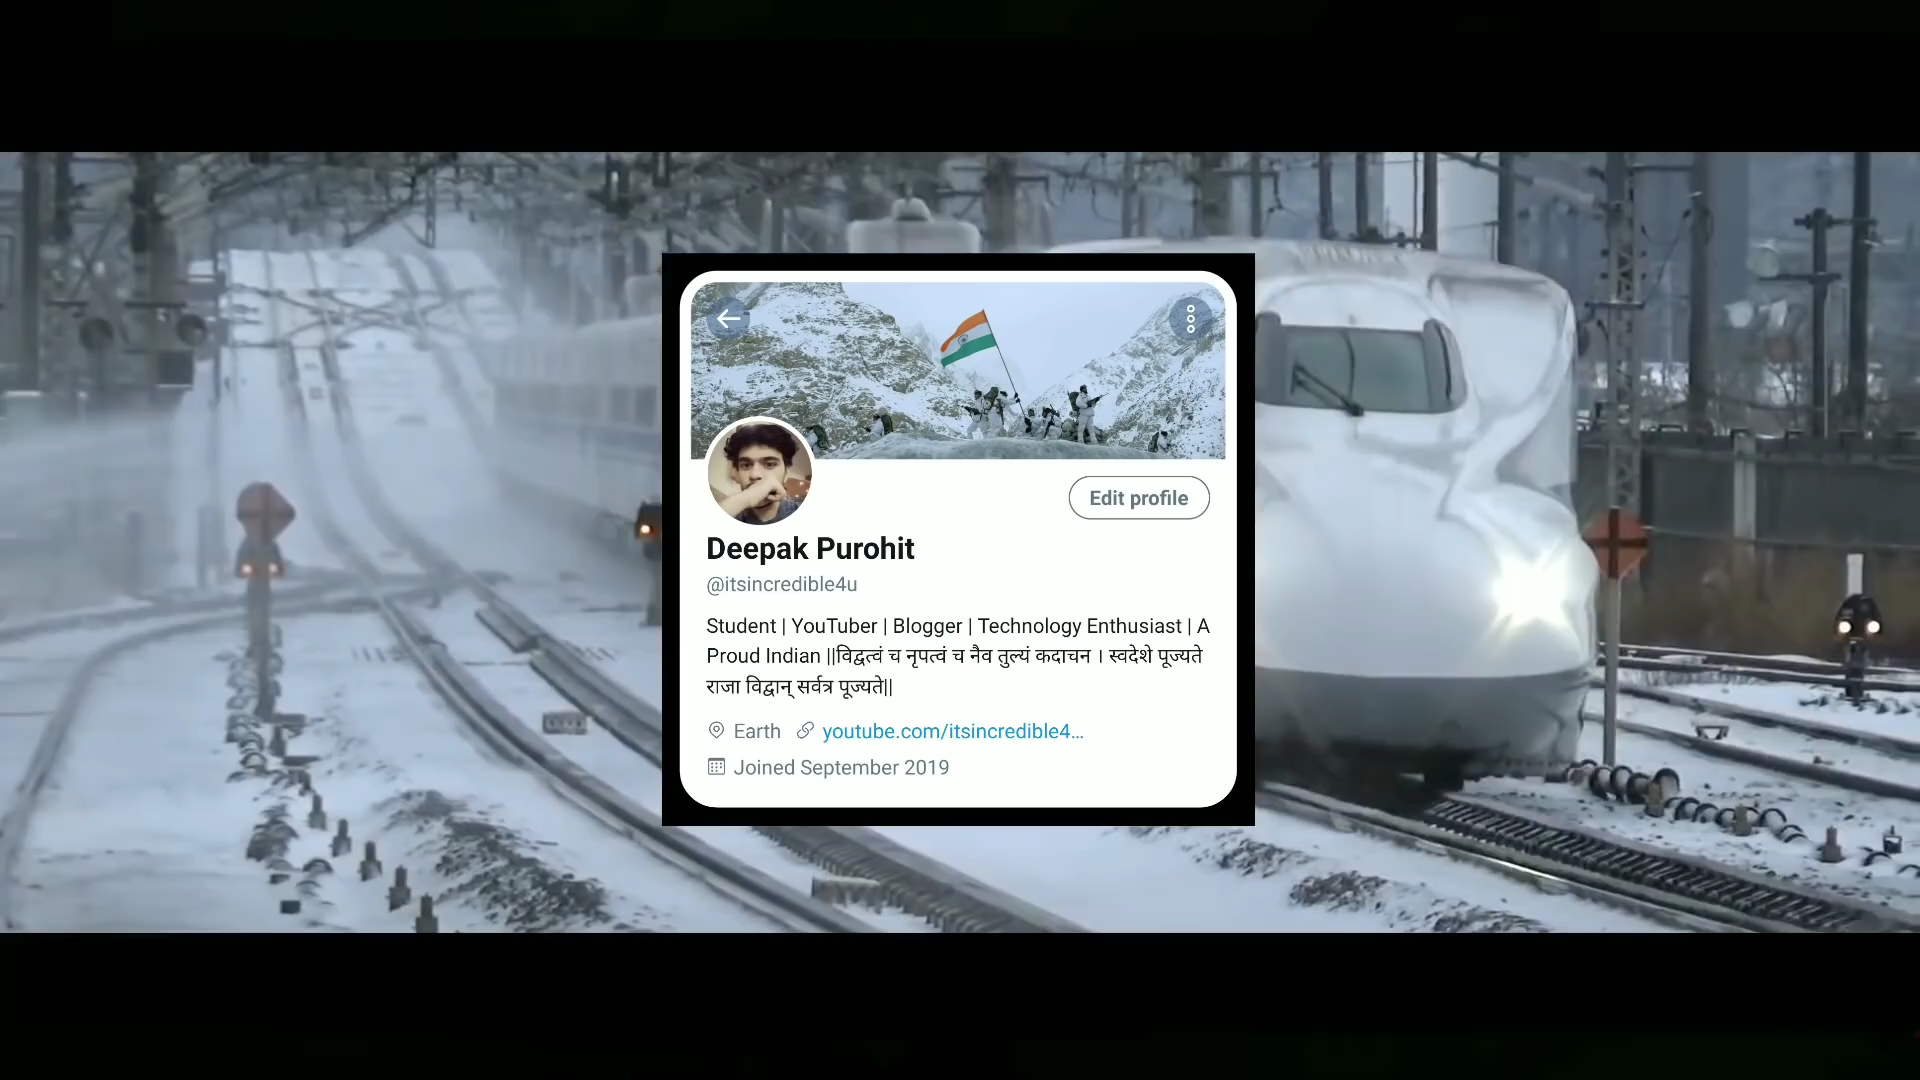 Edit profile
Deepak Purohit
@itsincredible4u
Student | YouTuber | Blogger | Technology Enthusiast | A
Proud Indian ||विद्वत्वं च नृपत्वं च नैव तुल्यं कदाचन । स्वदेशे पूज्यते
राजा विद्वान् सर्वत्र पूज्यते||
Earth youtube.com/itsincredible4...
Joined September 2019